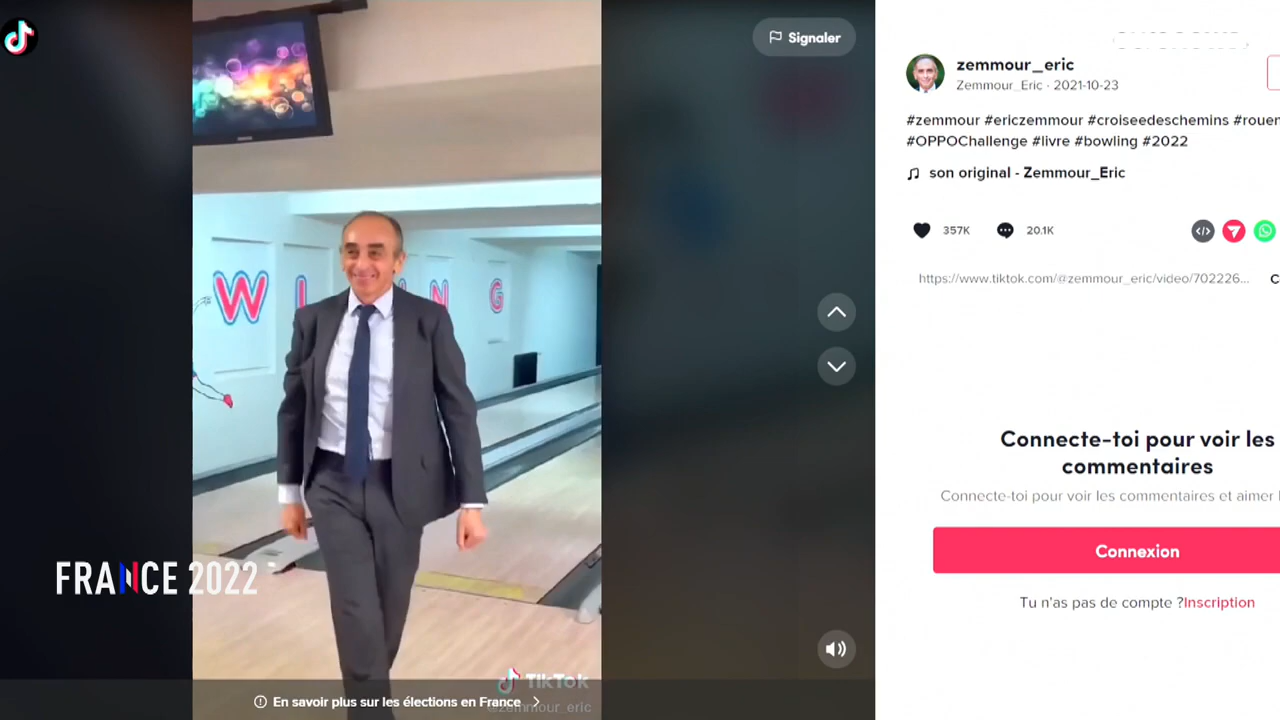 Signaler
zemmour_eric
Zemmour_Eric · 2021-10-23
#zemmour #ericzemmour #croiseedeschemins #rouen
#OPPOChallenge #livre #bowling #2022
son original - Zemmour_Eric
357K
20.1K
https://www.tiktok.com/@zemmour_eric/video/702226...
C
W
N
G
Connecte-toi pour voir les
commentaires
Connecte-toi pour voir les commentaires et aimer
Connexion
Tu n'as pas de compte ?Inscription
FRANCE 2022
TikTok
@zemmour_eric
En savoir plus sur les élections en France